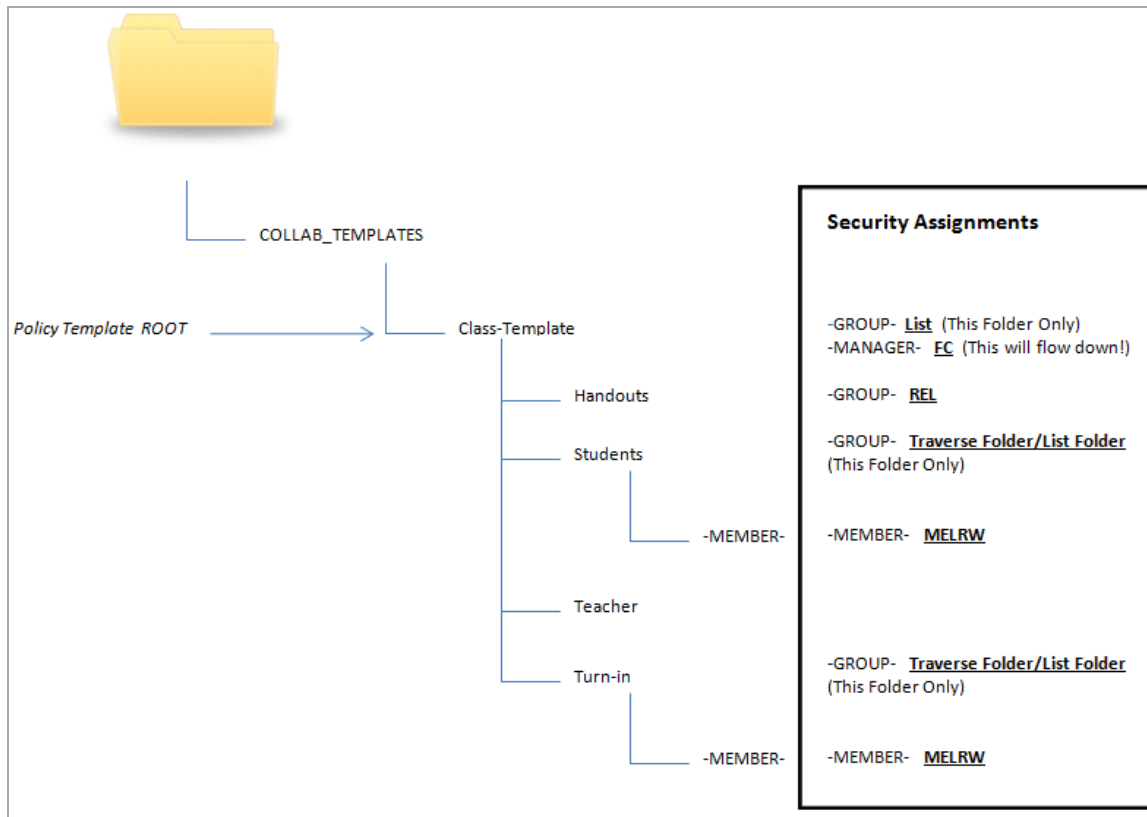 Security Assignments
COLLAB_TEMPLATES
Policy Template ROOT
Class-Template
-GROUP- List (This Folder Only)
-MANAGER- FC (This will flow down!)
Handouts
-GROUP- REL
Students
-GROUP- Traverse Folder/List Folder
(This Folder Only)
-MEMBER-
-MEMBER- MELRW
Teacher
Turn-in
-GROUP- Traverse Folder/List Folder
(This Folder Only)
-MEMBER-
-MEMBER- MELRW